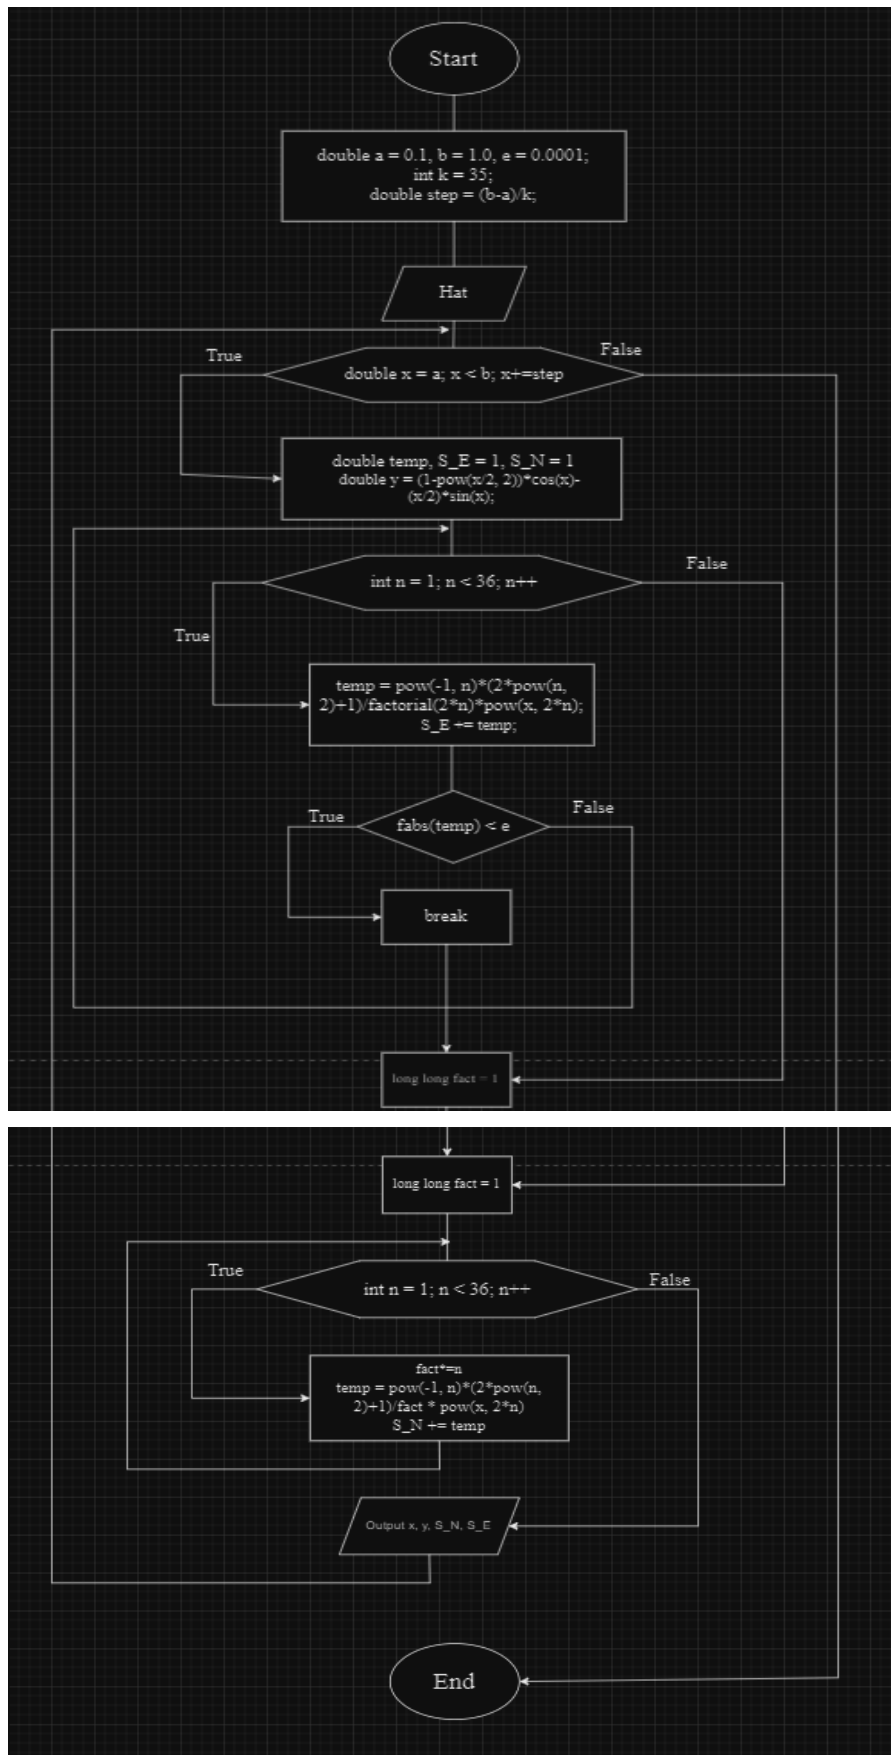 Start
double a = 0.1, b = 1.0, e = 0.0001;
int k = 35;
double step = (b-a)/k;
Hat
True
False
double x = a; x < b; x+=step
double temp, S_E = 1, S_N = 1
double y = (1-pow(x/2, 2))*cos(x)-
(x/2)*sin(x);
False
int n = 1; n < 36; n++
True
temp = pow(-1, n)*(2*pow(n,
2)+1)/factorial(2*n)*pow(x, 2*n);
S_E += temp;
True
False
fabs(temp) < e
break
long long fact = 1
long long fact = 1
True
False
int n = 1; n < 36; n++
fact*=n
temp = pow(-1, n)*(2*pow(n,
2)+1)/fact * pow(x, 2*n)
S_N += temp
Output x, y, S_N, S_E
End